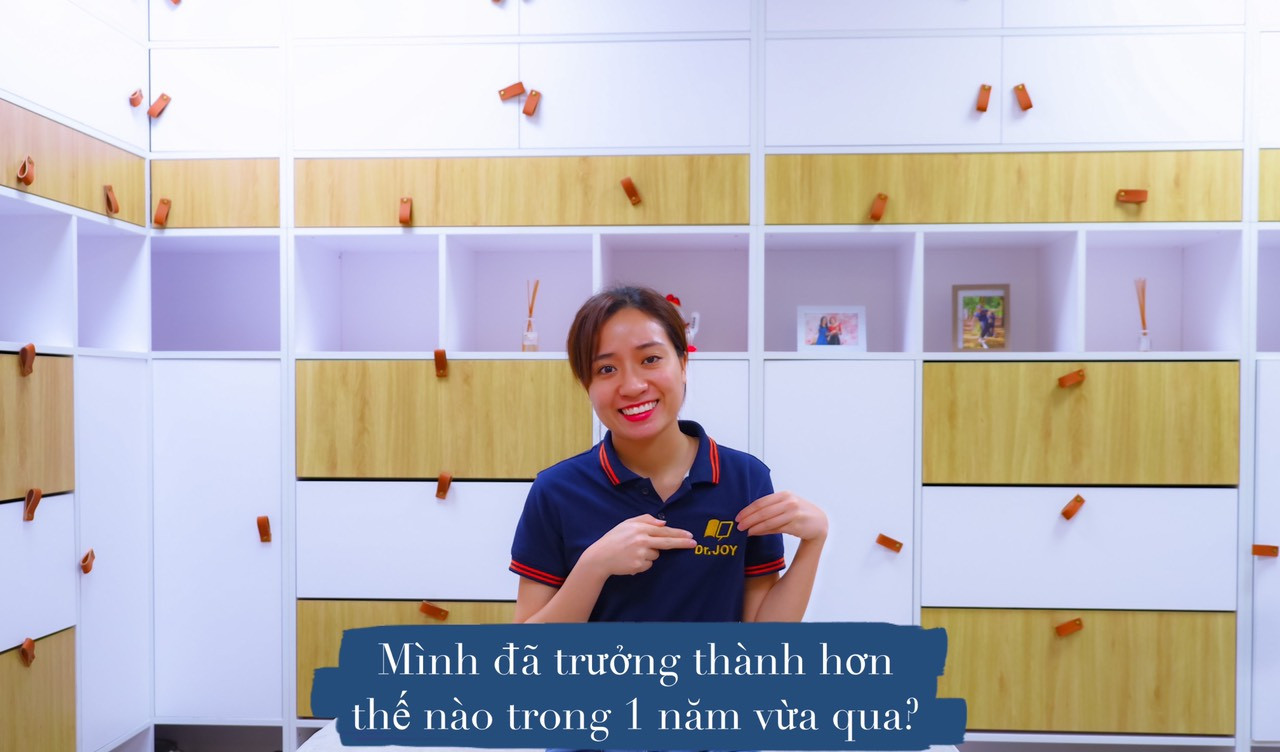 Dr.JOY
Mình đã trưởng thành hơn
thế nào trong 1 năm vừa qua?